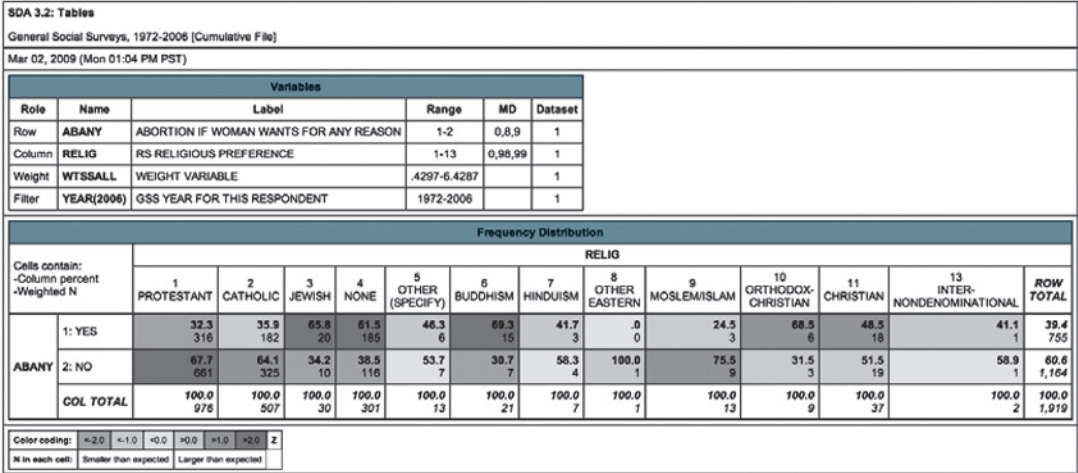 SDA 3.2: Tables
General Social Surveys, 1972-2006 [Cumulative File]
Mar 02, 2009 (Mon 01:04 PM PST)
Variables
Role Name Label Range MD Dataset
Row ABANY ABORTION IF WOMAN WANTS FOR ANY REASON 1-2 0,8,9 1
Column RELIG RS RELIGIOUS PREFERENCE 1-13 0,98,99 1
Weight WTSSALL WEIGHT VARIABLE .4297-6.4287 1
Filter YEAR(2006) GSS YEAR FOR THIS RESPONDENT 1972-2006 1
Frequency Distribution
Cells contain:
-Column percent
-Weighted N
RELIG
1 PROTESTANT
2 CATHOLIC
3 JEWISH
4 NONE
5 OTHER (SPECIFY)
6 BUDDHISM
7 HINDUISM
8 OTHER EASTERN
9 MOSLEM/ISLAM
10 ORTHODOX-CHRISTIAN
11 CHRISTIAN
13 INTER-NONDENOMINATIONAL
ROW TOTAL
ABANY
1: YES
32.3 35.9 65.8 61.5 46.3 69.3 41.7 .0 24.5 68.5 48.5 41.1 39.4
316 182 20 185 6 15 3 0 3 6 18 1 755
2: NO
67.7 64.1 34.2 38.5 53.7 30.7 58.3 100.0 75.5 31.5 51.5 58.9 60.6
661 325 10 116 7 7 4 1 9 3 19 1 1,164
COL TOTAL
100.0 100.0 100.0 100.0 100.0 100.0 100.0 100.0 100.0 100.0 100.0 100.0 100.0
976 507 30 301 13 21 7 1 13 9 37 2 1,919
Color coding: <-2.0 <-1.0 <0.0 >0.0 >1.0 >2.0 Z
N in each cell: Smaller than expected Larger than expected